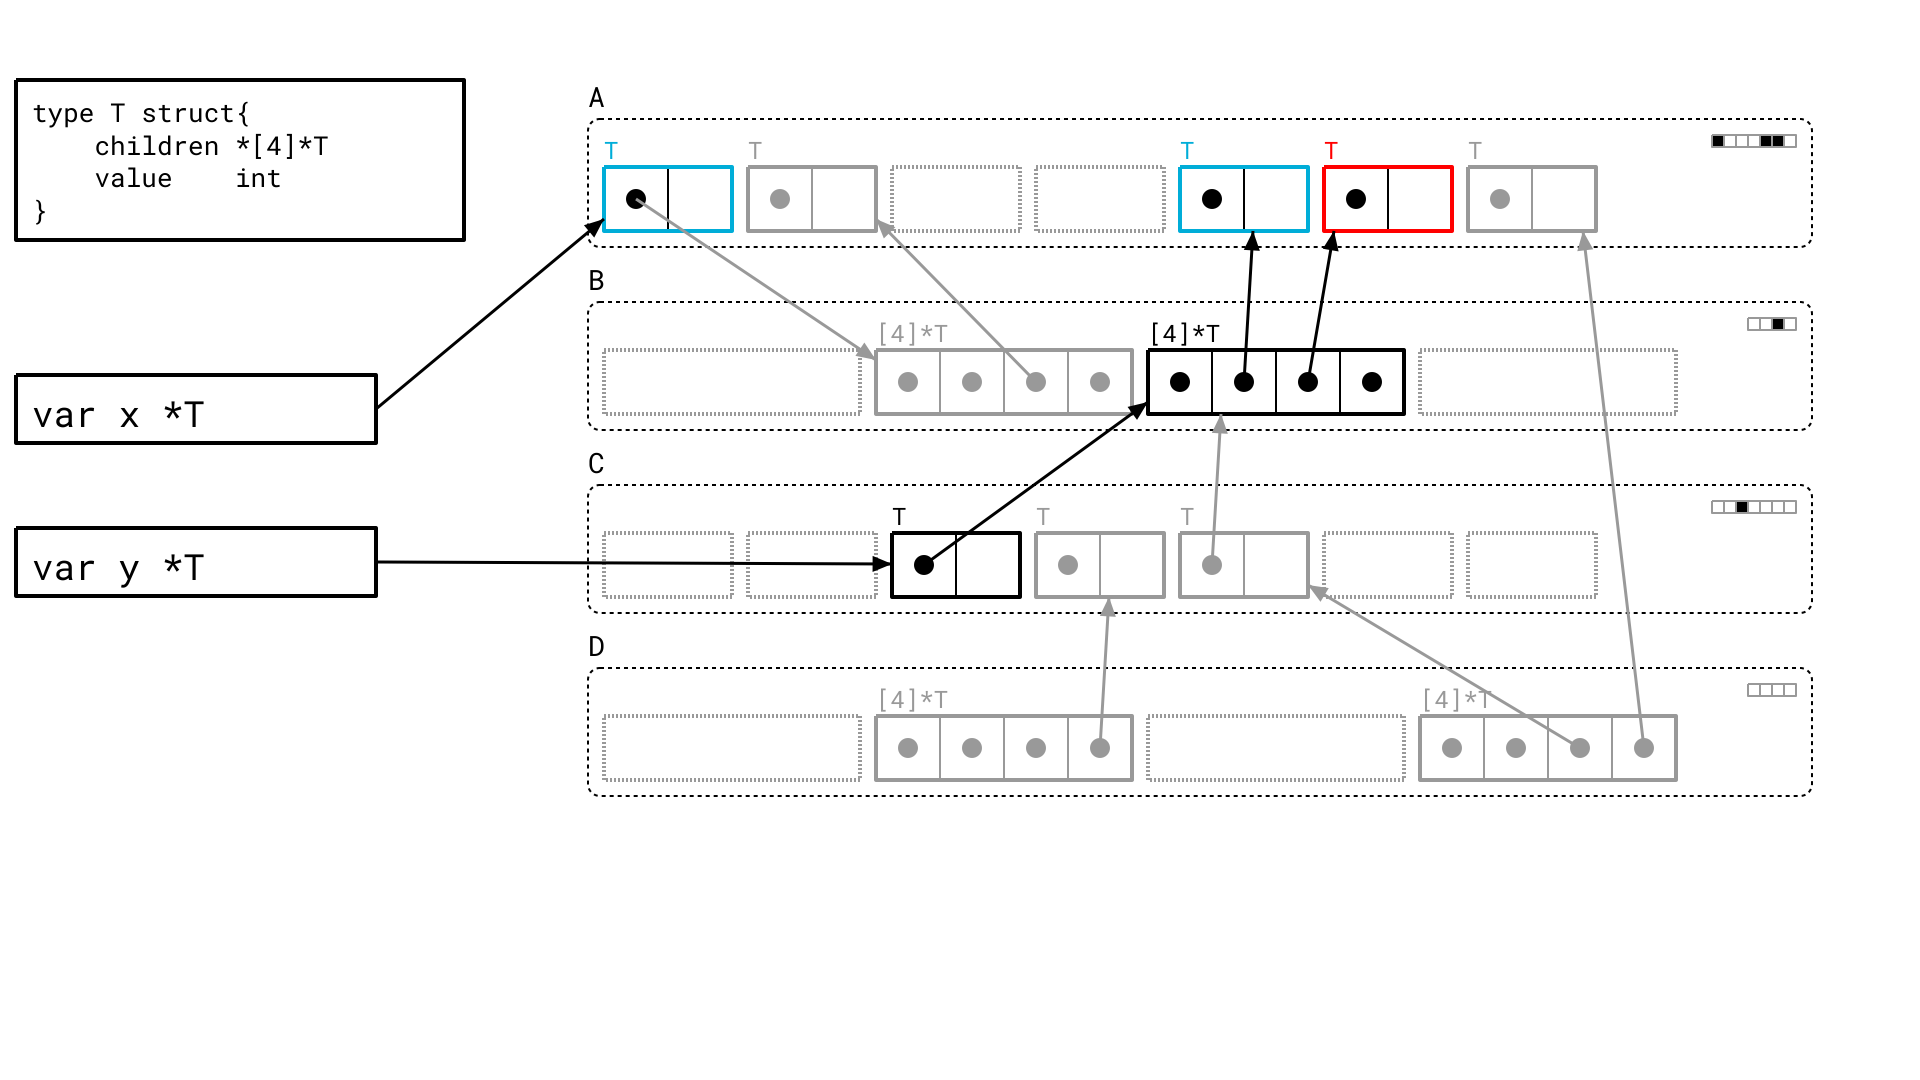 type T struct{
    children *[4]*T
    value    int
}
var x *T
var y *T
A
T T T T T
B
[4]*T [4]*T
C
T T T
D
[4]*T [4]*T